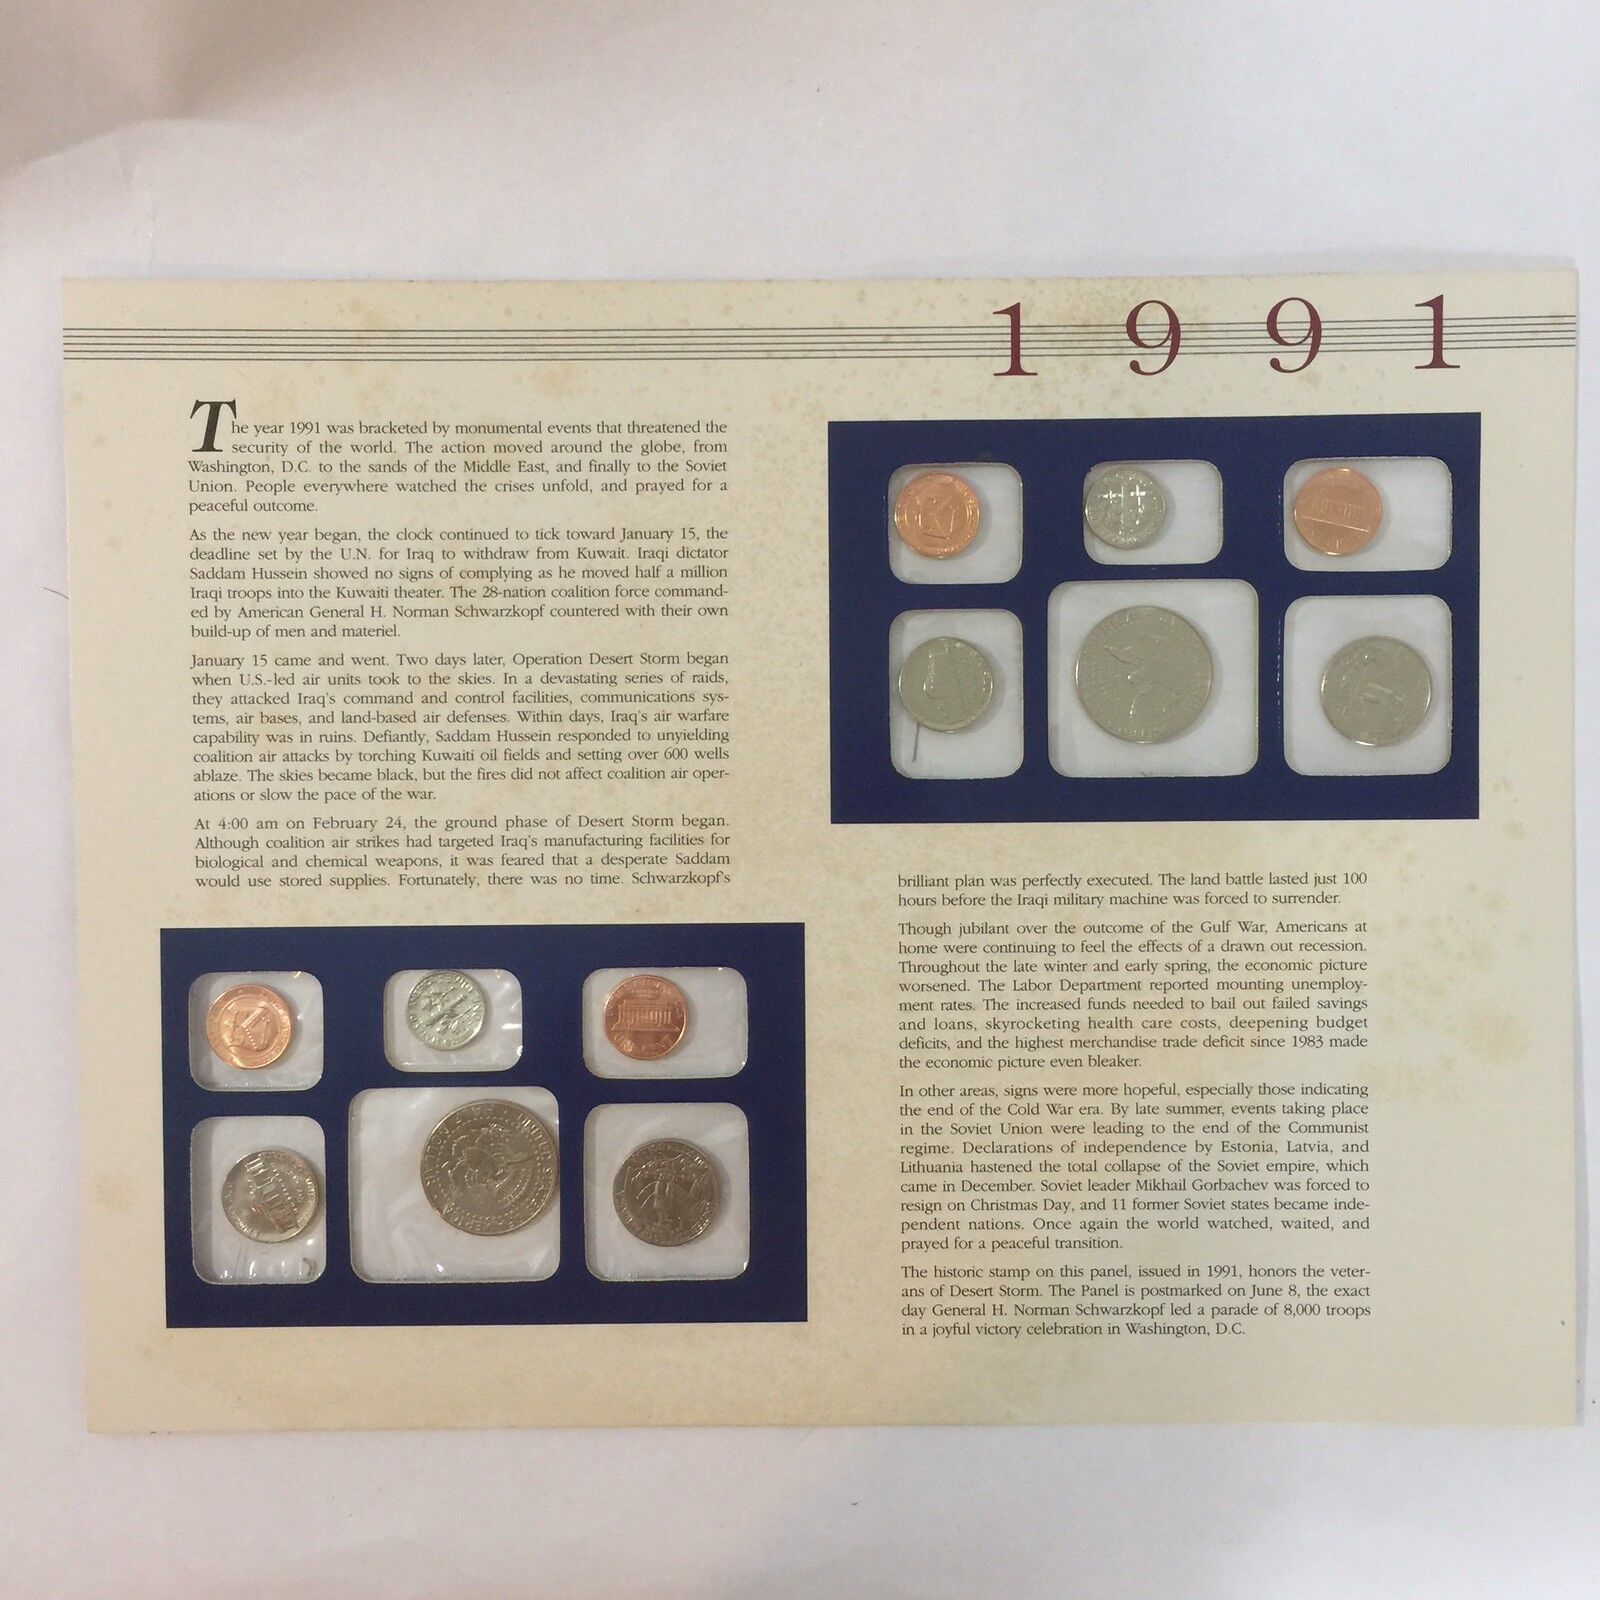 1 9 9 1
The year 1991 was bracketed by monumental events that threatened the
security of the world. The action moved around the globe, from
Washington, D.C. to the sands of the Middle East, and finally to the Soviet
Union. People everywhere watched the crises unfold, and prayed for a
peaceful outcome.
As the new year began, the clock continued to tick toward January 15, the
deadline set by the U.N. for Iraq to withdraw from Kuwait. Iraqi dictator
Saddam Hussein showed no signs of complying as he moved half a million
Iraqi troops into the Kuwaiti theater. The 28-nation coalition force command-
ed by American General H. Norman Schwarzkopf countered with their own
build-up of men and materiel.
January 15 came and went. Two days later, Operation Desert Storm began
when U.S.-led air units took to the skies. In a devastating series of raids,
they attacked Iraq's command and control facilities, communications sys-
tems, air bases, and land-based air defenses. Within days, Iraq's air warfare
capability was in ruins. Defiantly, Saddam Hussein responded to unyielding
coalition air attacks by torching Kuwaiti oil fields and setting over 600 wells
ablaze. The skies became black, but the fires did not affect coalition air oper-
ations or slow the pace of the war.
At 4:00 am on February 24, the ground phase of Desert Storm began.
Although coalition air strikes had targeted Iraq's manufacturing facilities for
biological and chemical weapons, it was feared that a desperate Saddam
would use stored supplies. Fortunately, there was no time. Schwarzkopf's
brilliant plan was perfectly executed. The land battle lasted just 100
hours before the Iraqi military machine was forced to surrender.
Though jubilant over the outcome of the Gulf War, Americans at
home were continuing to feel the effects of a drawn out recession.
Throughout the late winter and early spring, the economic picture
worsened. The Labor Department reported mounting unemploy-
ment rates. The increased funds needed to bail out failed savings
and loans, skyrocketing health care costs, deepening budget
deficits, and the highest merchandise trade deficit since 1983 made
the economic picture even bleaker.
In other areas, signs were more hopeful, especially those indicating
the end of the Cold War era. By late summer, events taking place
in the Soviet Union were leading to the end of the Communist
regime. Declarations of independence by Estonia, Latvia, and
Lithuania hastened the total collapse of the Soviet empire, which
came in December. Soviet leader Mikhail Gorbachev was forced to
resign on Christmas Day, and 11 former Soviet states became inde-
pendent nations. Once again the world watched, waited, and
prayed for a peaceful transition.
The historic stamp on this panel, issued in 1991, honors the veter-
ans of Desert Storm. The Panel is postmarked on June 8, the exact
day General H. Norman Schwarzkopf led a parade of 8,000 troops
in a joyful victory celebration in Washington, D.C.